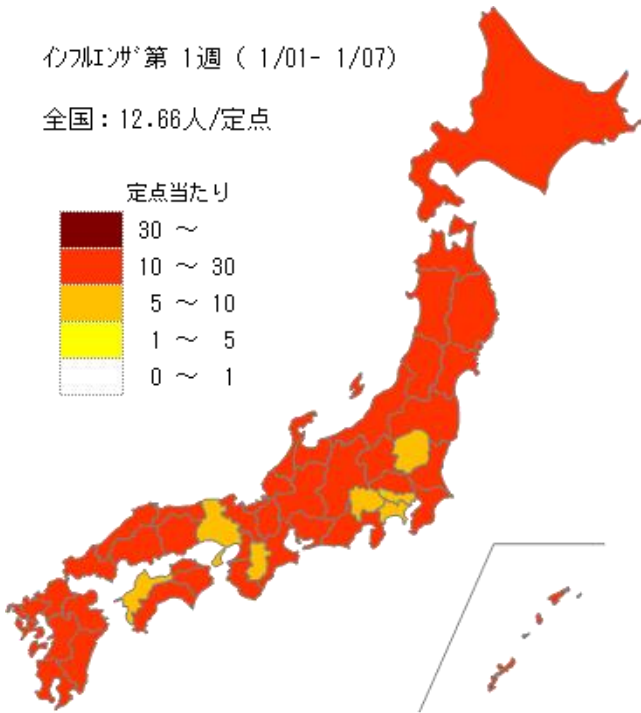 インフルエンザ第 1週 ( 1/01- 1/07)
全国：12.66人/定点
定点当たり
30 ～
10 ～ 30
5 ～ 10
1 ～ 5
0 ～ 1